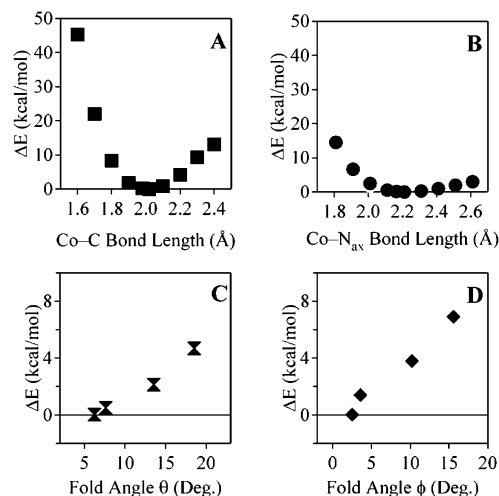 50
40
30
20
10
0
ΔE (kcal/mol)
A
1.6 1.8 2.0 2.2 2.4
Co–C Bond Length (Å)
50
40
30
20
10
0
ΔE (kcal/mol)
B
1.8 2.0 2.2 2.4 2.6
Co–Nax Bond Length (Å)
8
4
0
ΔE (kcal/mol)
C
5 10 15 20
Fold Angle θ (Deg.)
8
4
0
ΔE (kcal/mol)
D
0 5 10 15 20
Fold Angle ϕ (Deg.)